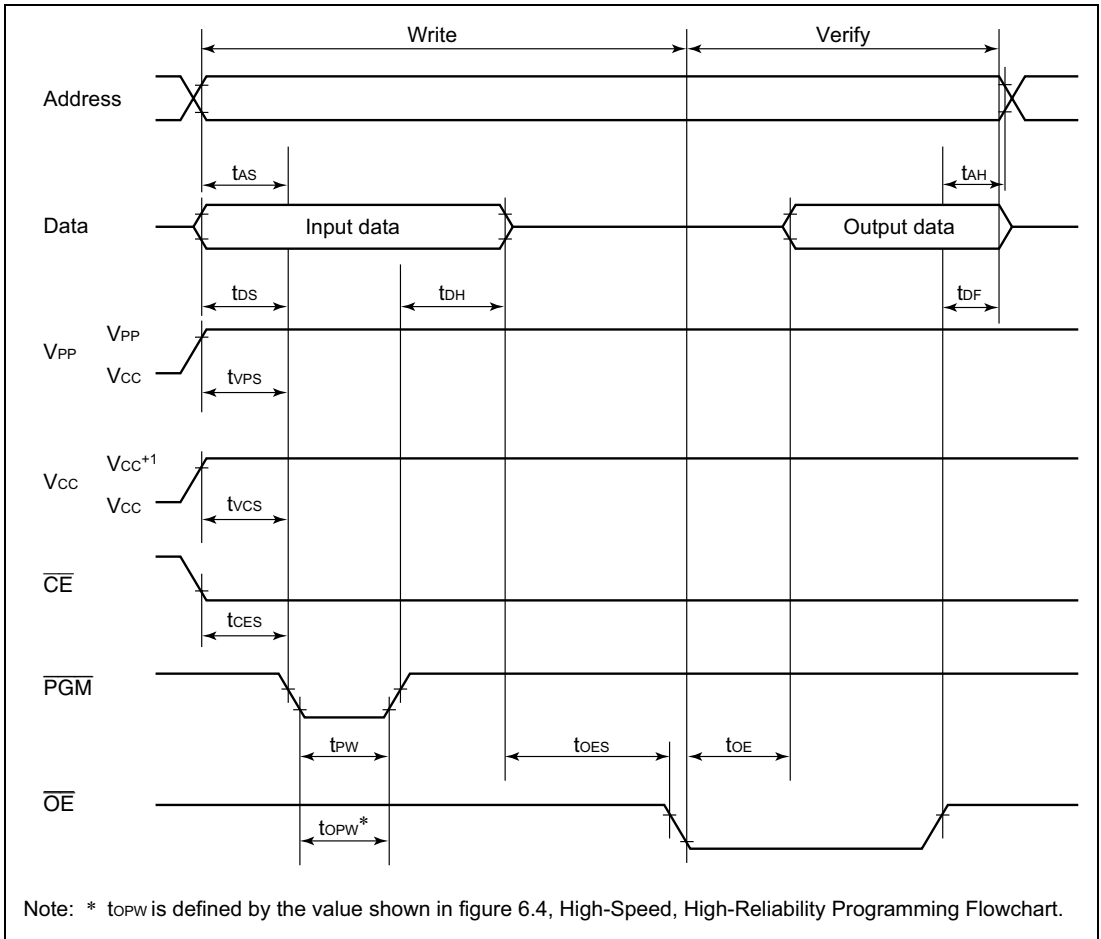 Write Verify
Address
tAS tAH
Data Input data Output data
tDS tDH tDF
VPP VPP
VCC
tVPS
VCC VCC+1
VCC
tVCS
CE
tCES
PGM
tPW tOES tOE
OE
tOPW*
Note: * tOPW is defined by the value shown in figure 6.4, High-Speed, High-Reliability Programming Flowchart.